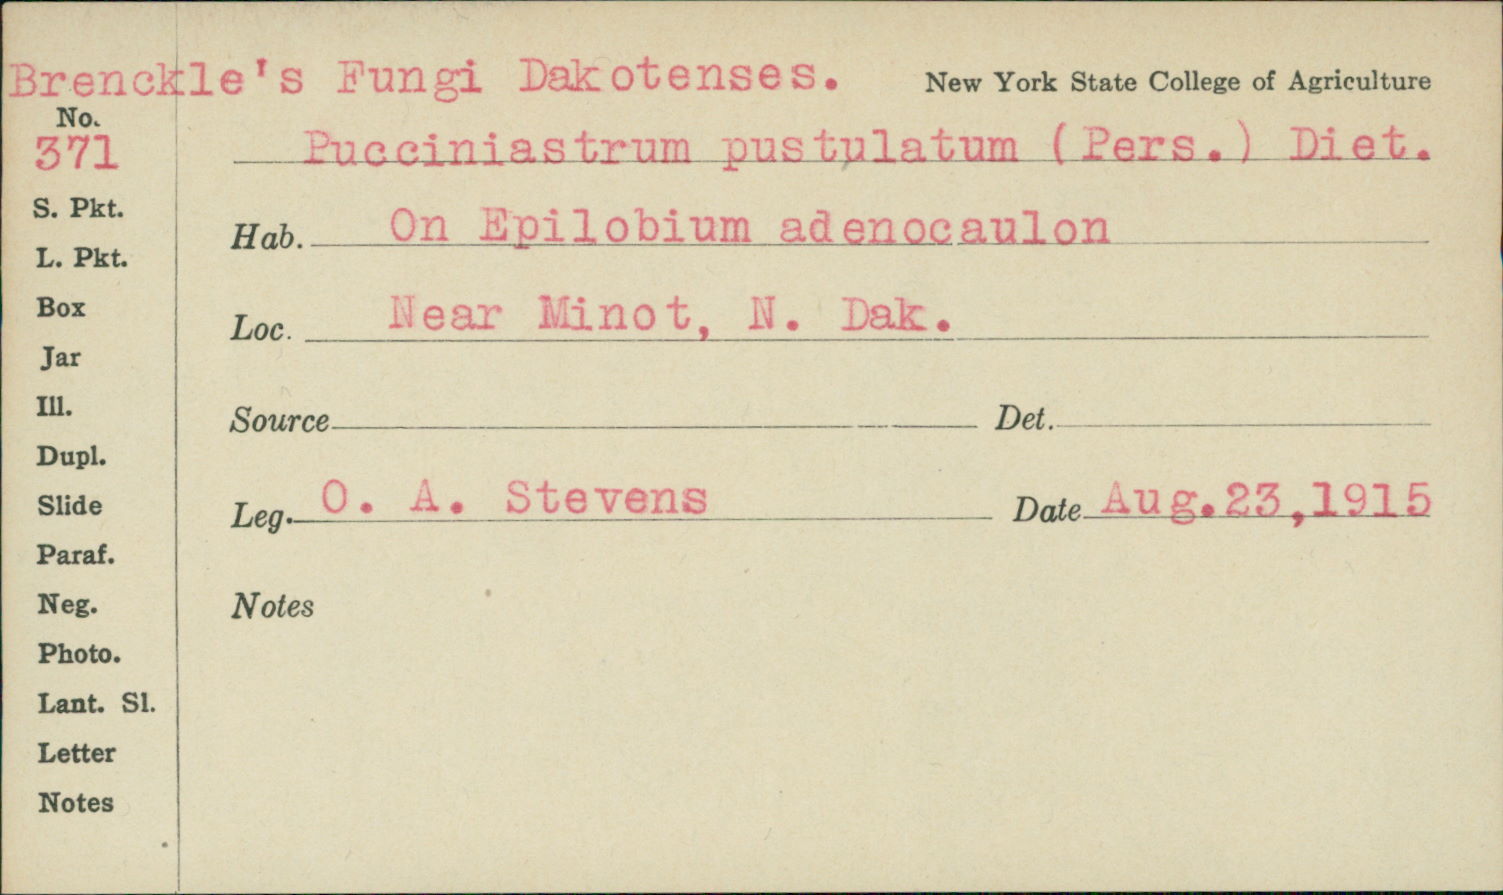 Brenckle's Fungi Dakotenses. New York State College of Agriculture
No.
371 Pucciniastrum pustulatum (Pers.) Diet.
S. Pkt.
Hab. On Epilobium adenocaulon
L. Pkt.
Box
Loc. Near Minot, N. Dak.
Jar
Ill.
Source Det.
Dupl.
Slide
Leg. O. A. Stevens Date Aug.23,1915
Paraf.
Neg.
Notes
Photo.
Lant. Sl.
Letter
Notes